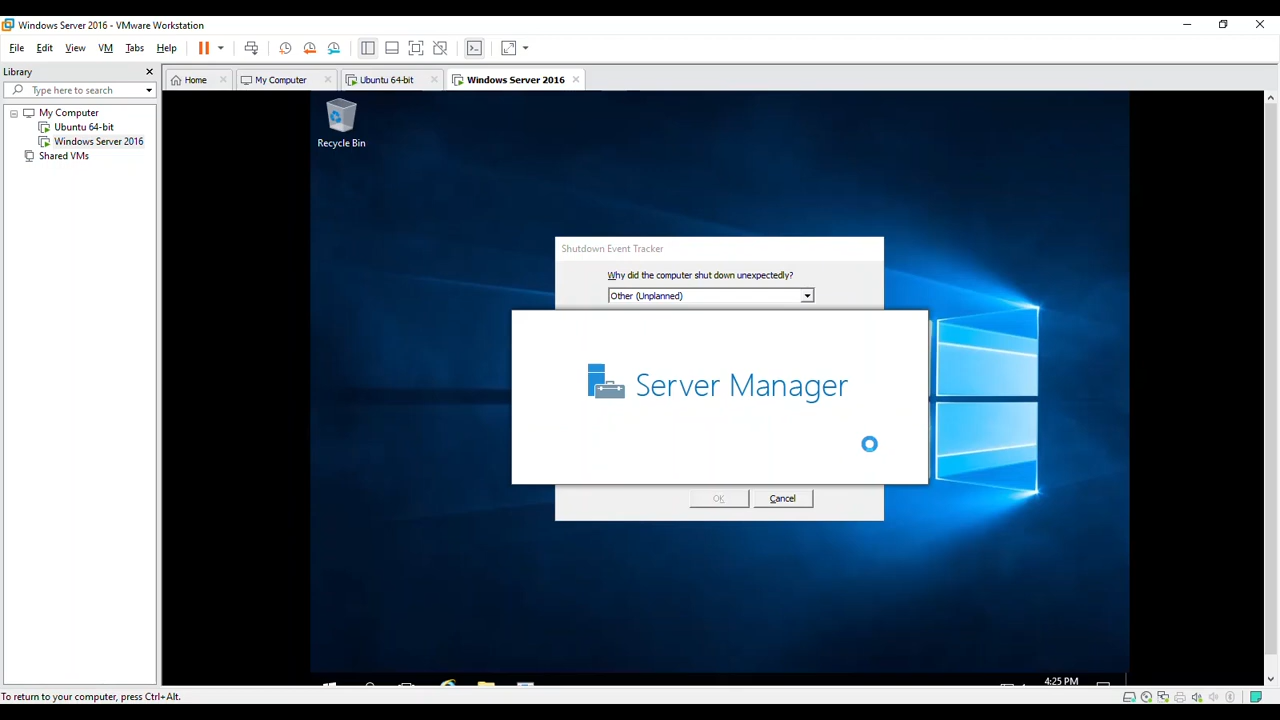 Windows Server 2016 - VMware Workstation
File Edit View VM Tabs Help
Library
Type here to search
Home
My Computer
Ubuntu 64-bit
Windows Server 2016
My Computer
Ubuntu 64-bit
Windows Server 2016
Shared VMs
Recycle Bin
Shutdown Event Tracker
Why did the computer shut down unexpectedly?
Other (Unplanned)
Server Manager
OK
Cancel
4:25 PM
To return to your computer, press Ctrl+Alt.